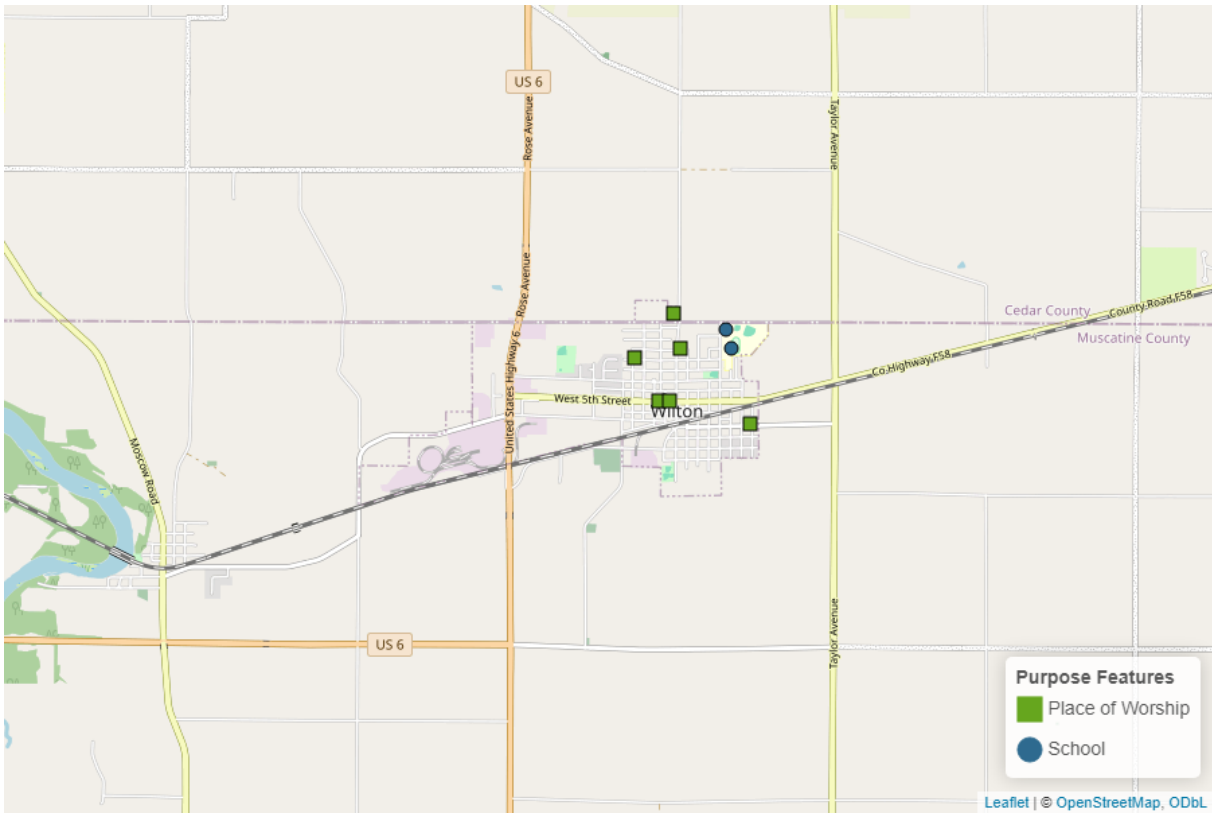 US 6
Rose Avenue
Taylor Avenue
Rose Avenue
Cedar County
County Road F58
Muscatine County
United States Highway 6
Co Highway F58
West 5th Street
Wilton
Moscow Road
US 6
Taylor Avenue
Purpose Features
Place of Worship
School
Leaflet | © OpenStreetMap, ODbL